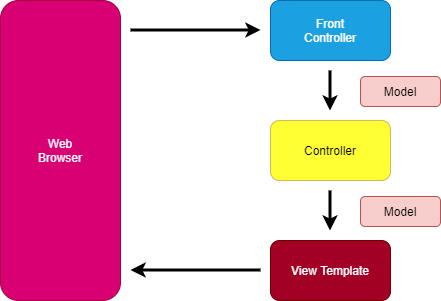 Web
Browser
Front
Controller
Model
Controller
Model
View Template